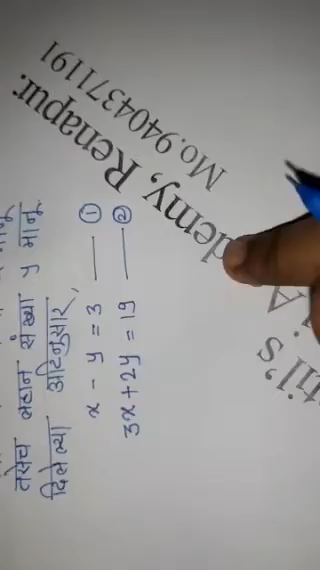 तसेच लहान संख्या y मानू
दिलेल्या अटिनुसार,
x - y = 3 —— ①
3x + 2y = 19 —— ②
demy, Renapur.
Mo.9404371191